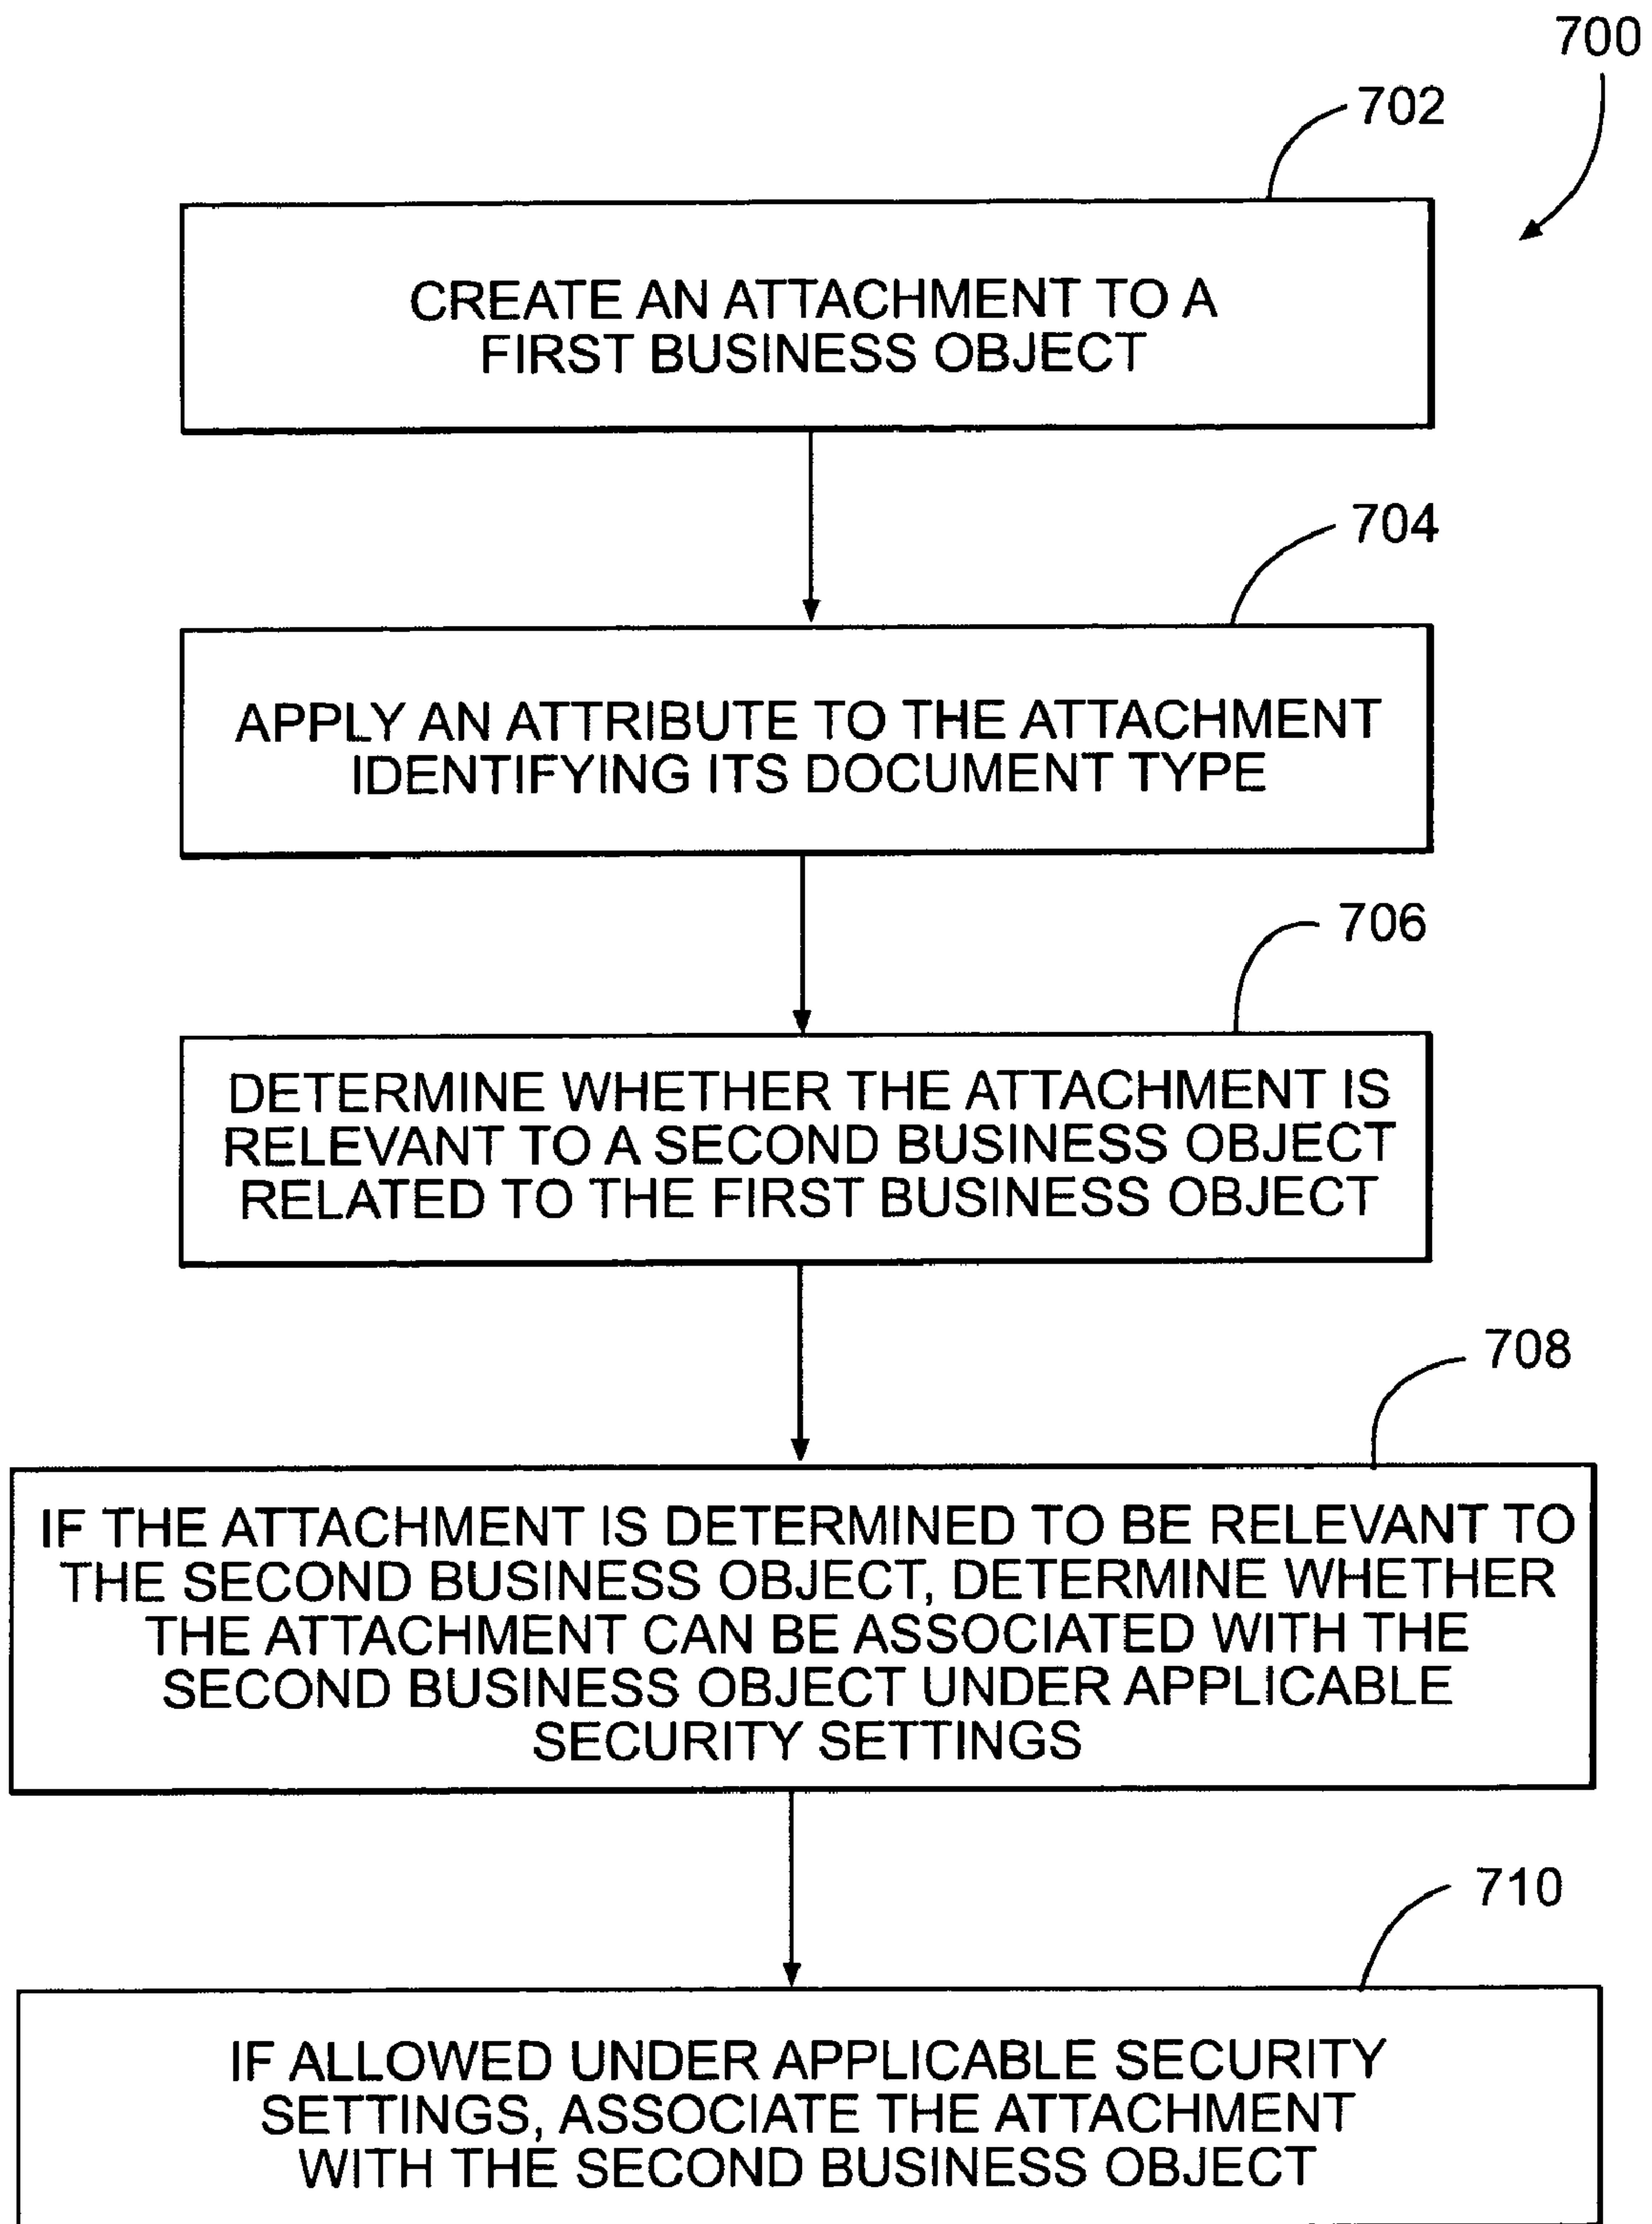 700
702
CREATE AN ATTACHMENT TO A
FIRST BUSINESS OBJECT
704
APPLY AN ATTRIBUTE TO THE ATTACHMENT
IDENTIFYING ITS DOCUMENT TYPE
706
DETERMINE WHETHER THE ATTACHMENT IS
RELEVANT TO A SECOND BUSINESS OBJECT
RELATED TO THE FIRST BUSINESS OBJECT
708
IF THE ATTACHMENT IS DETERMINED TO BE RELEVANT TO
THE SECOND BUSINESS OBJECT, DETERMINE WHETHER
THE ATTACHMENT CAN BE ASSOCIATED WITH THE
SECOND BUSINESS OBJECT UNDER APPLICABLE
SECURITY SETTINGS
710
IF ALLOWED UNDER APPLICABLE SECURITY
SETTINGS, ASSOCIATE THE ATTACHMENT
WITH THE SECOND BUSINESS OBJECT